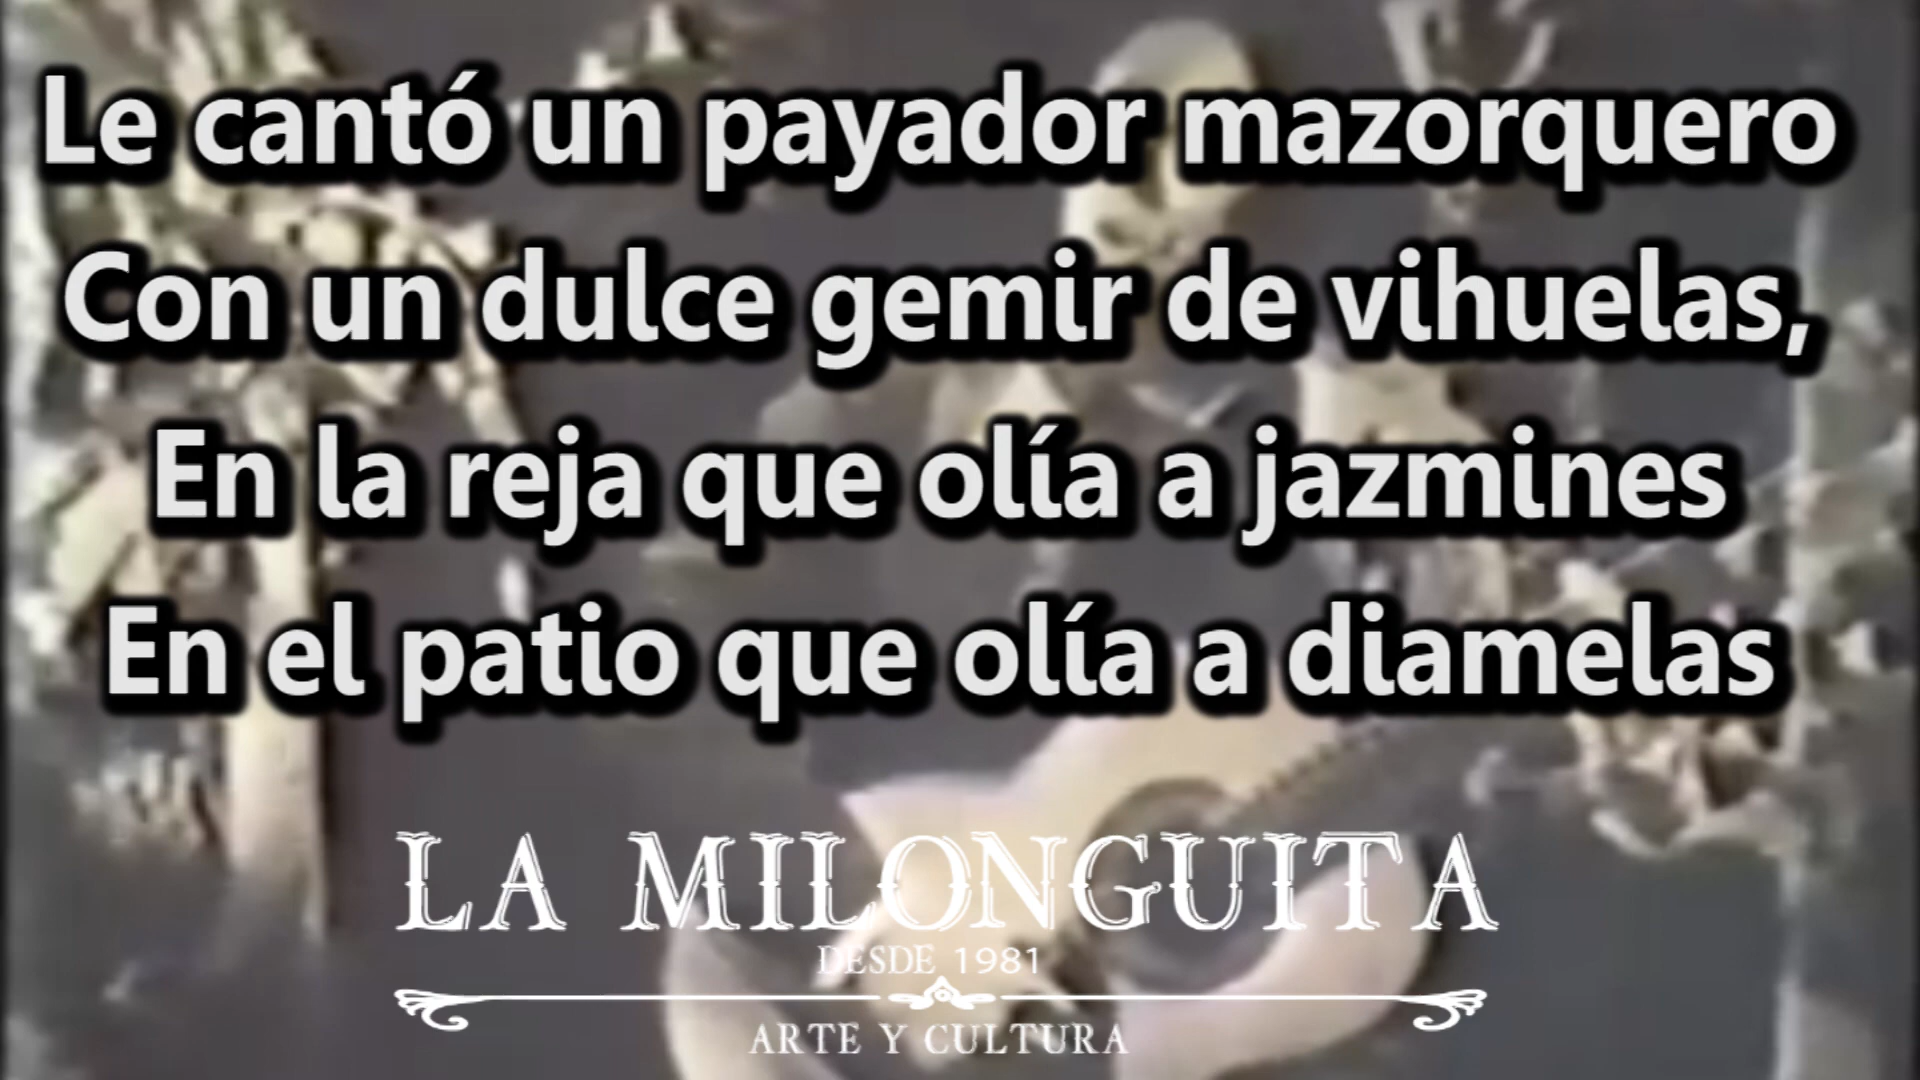 Le cantó un payador mazorquero
Con un dulce gemir de vihuelas,
En la reja que olía a jazmines
En el patio que olía a diamelas
LA MILONGUITA
DESDE 1981
ARTE Y CULTURA